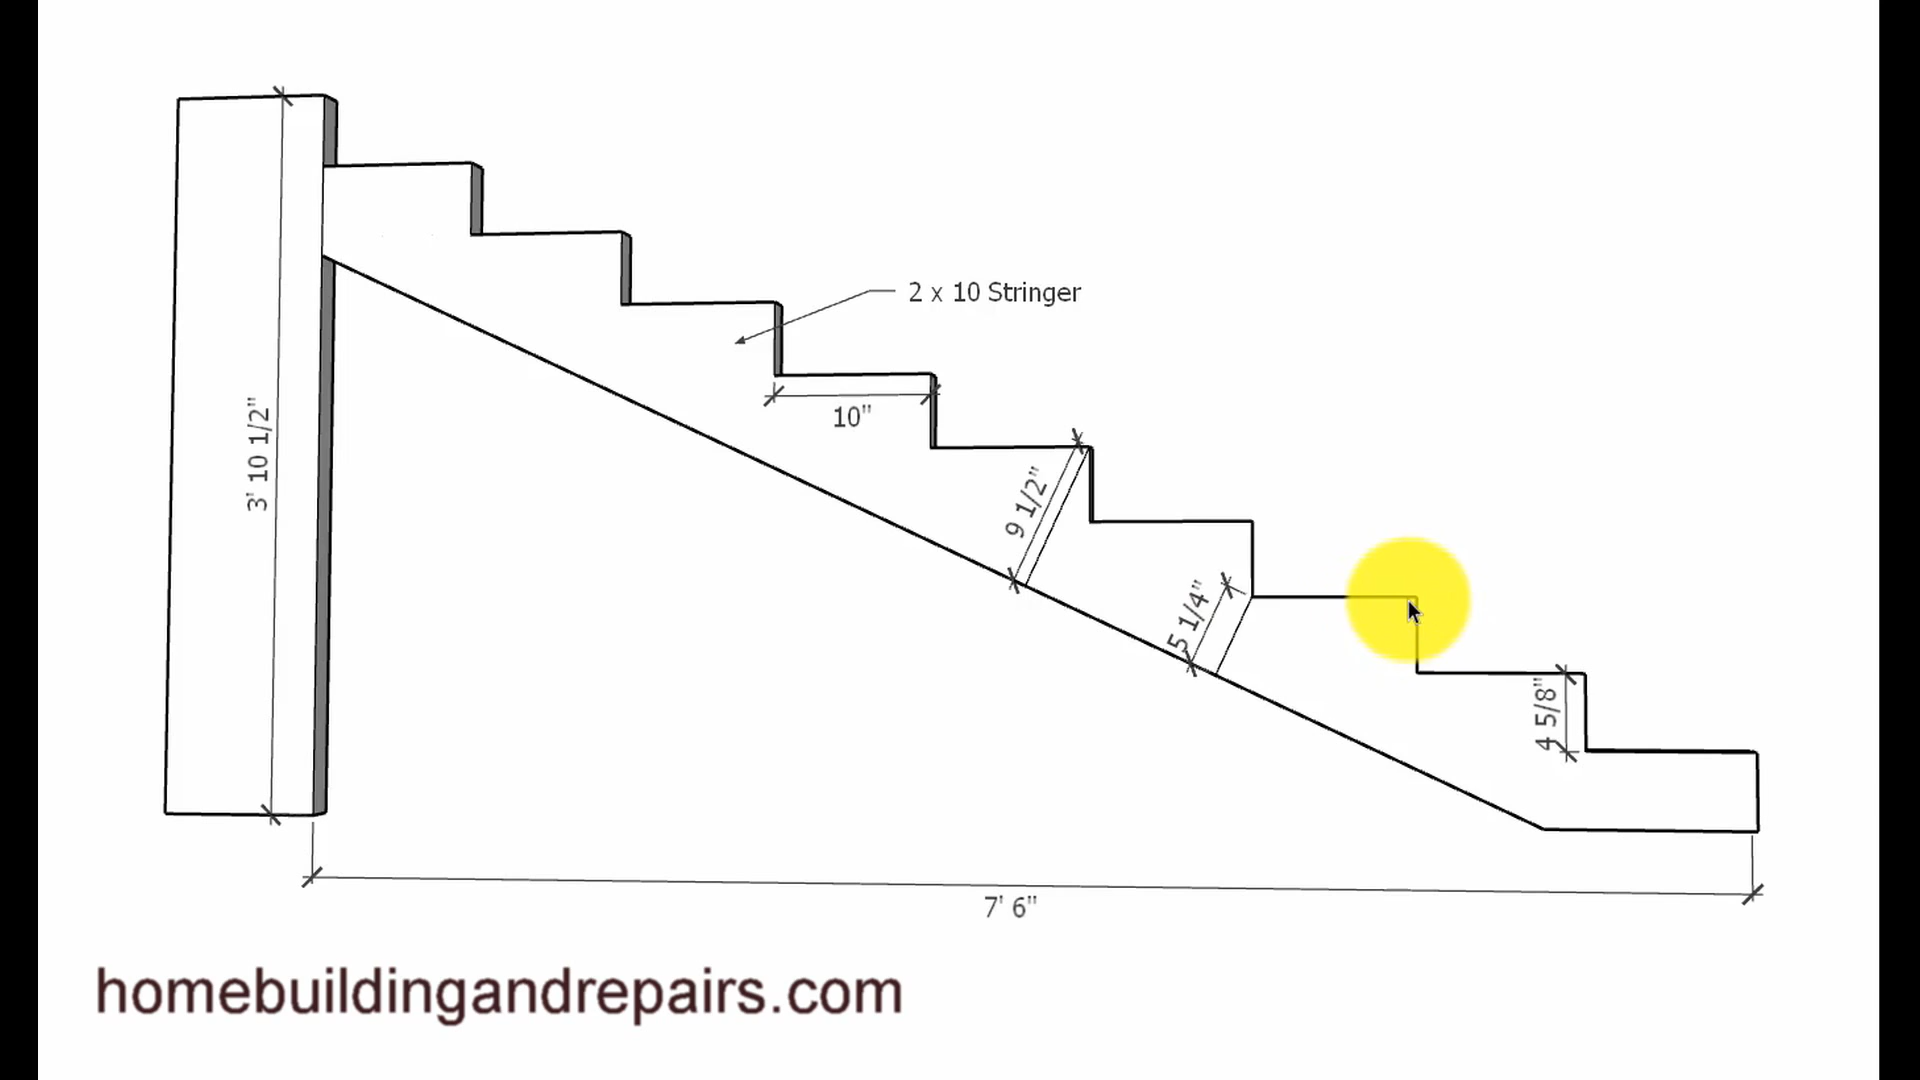 2 x 10 Stringer
10"
3' 10 1/2"
9 1/2"
5 1/4"
4 5/8"
7' 6"
homebuildingandrepairs.com